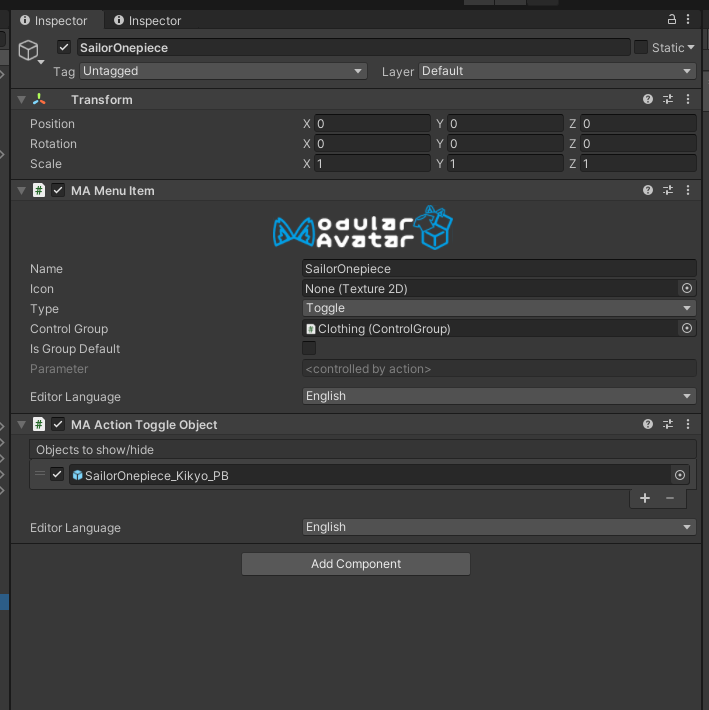 Inspector Inspector
SailorOnepiece Static
Tag Untagged Layer Default
Transform
Position X 0 Y 0 Z 0
Rotation X 0 Y 0 Z 0
Scale X 1 Y 1 Z 1
# MA Menu Item
Modular
Avatar
Name SailorOnepiece
Icon None (Texture 2D)
Type Toggle
Control Group # Clothing (ControlGroup)
Is Group Default
Parameter <controlled by action>
Editor Language English
# MA Action Toggle Object
Objects to show/hide
SailorOnepiece_Kikyo_PB
+ −
Editor Language English
Add Component